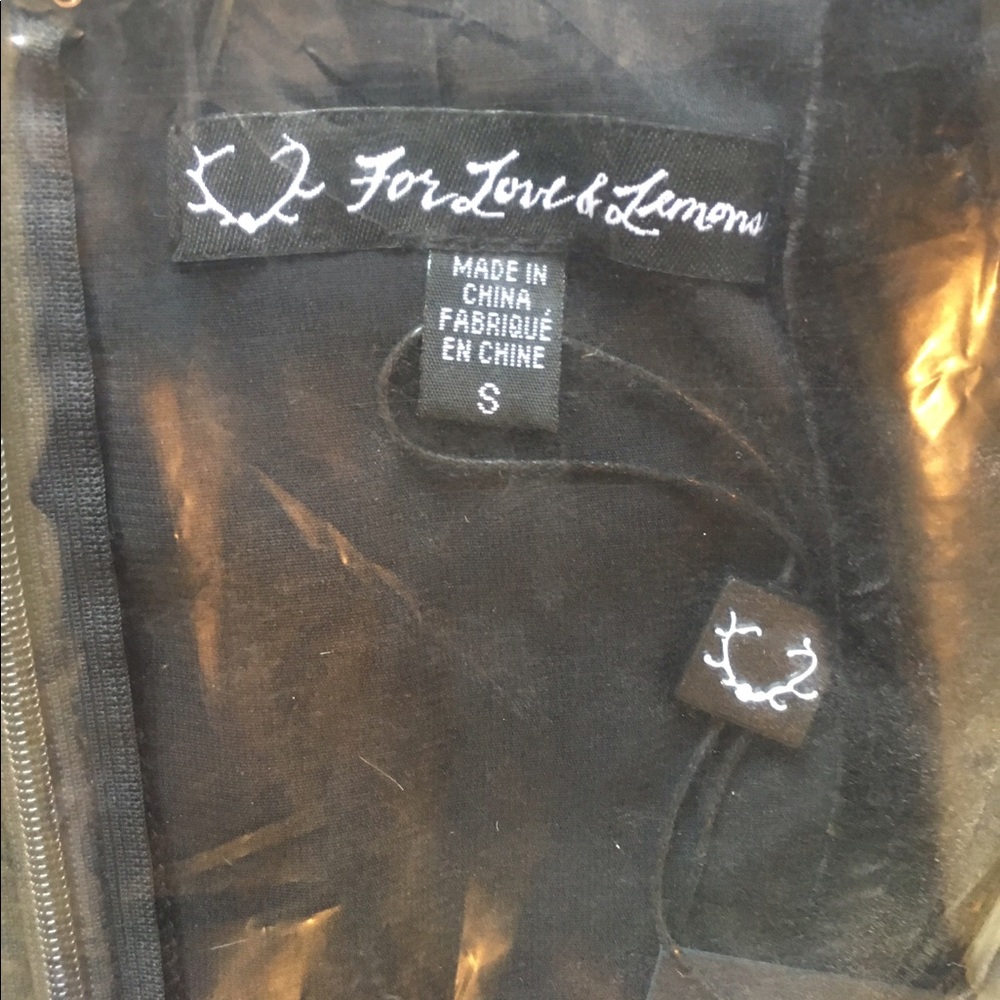 For Love & Lemons
MADE IN
CHINA
FABRIQUÉ
EN CHINE
S